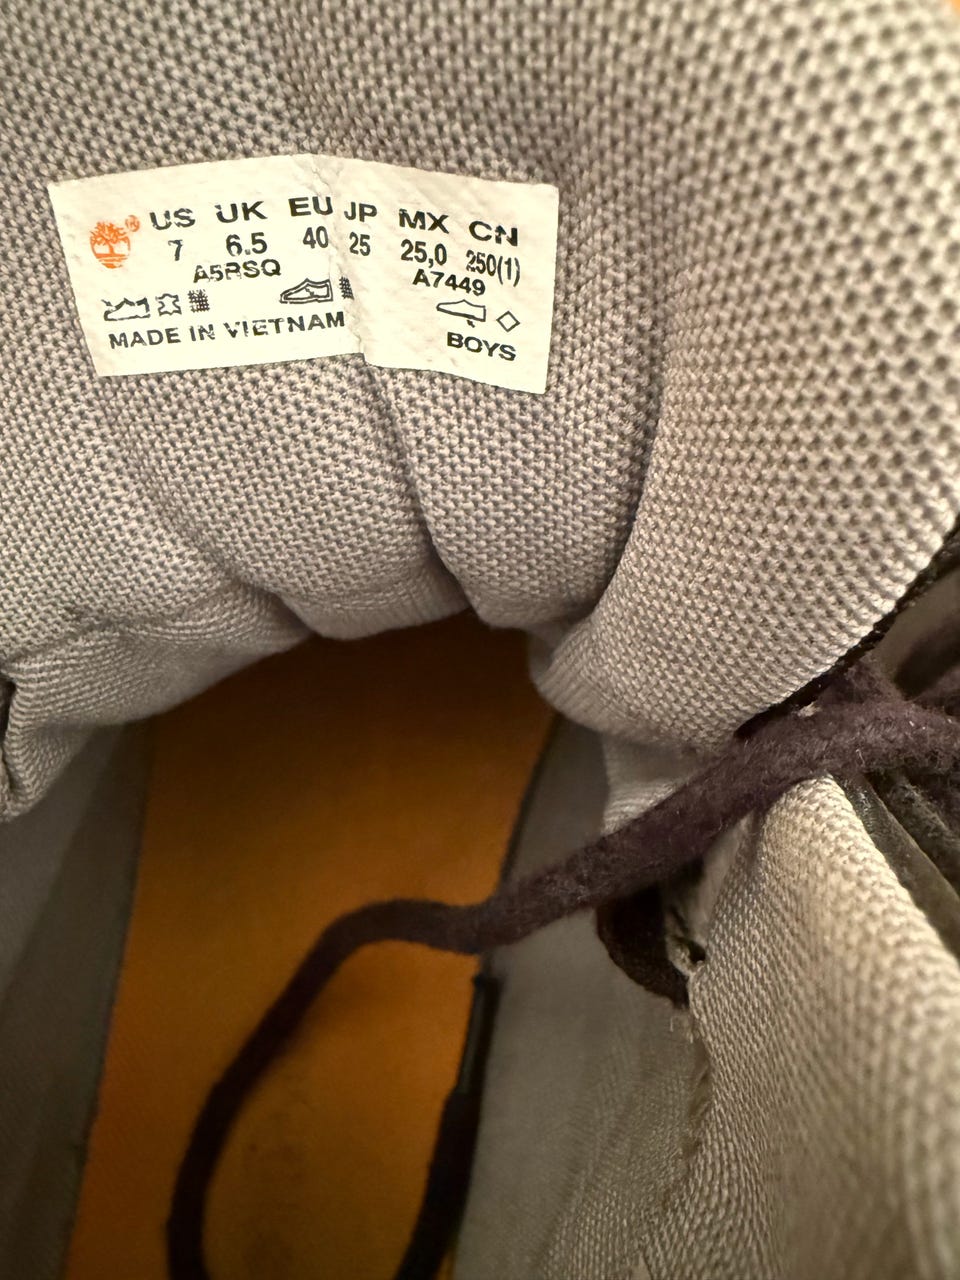 US UK EU JP MX CN
7 6.5 40 25 25,0 250(1)
A5RSQ A7449
MADE IN VIETNAM BOYS